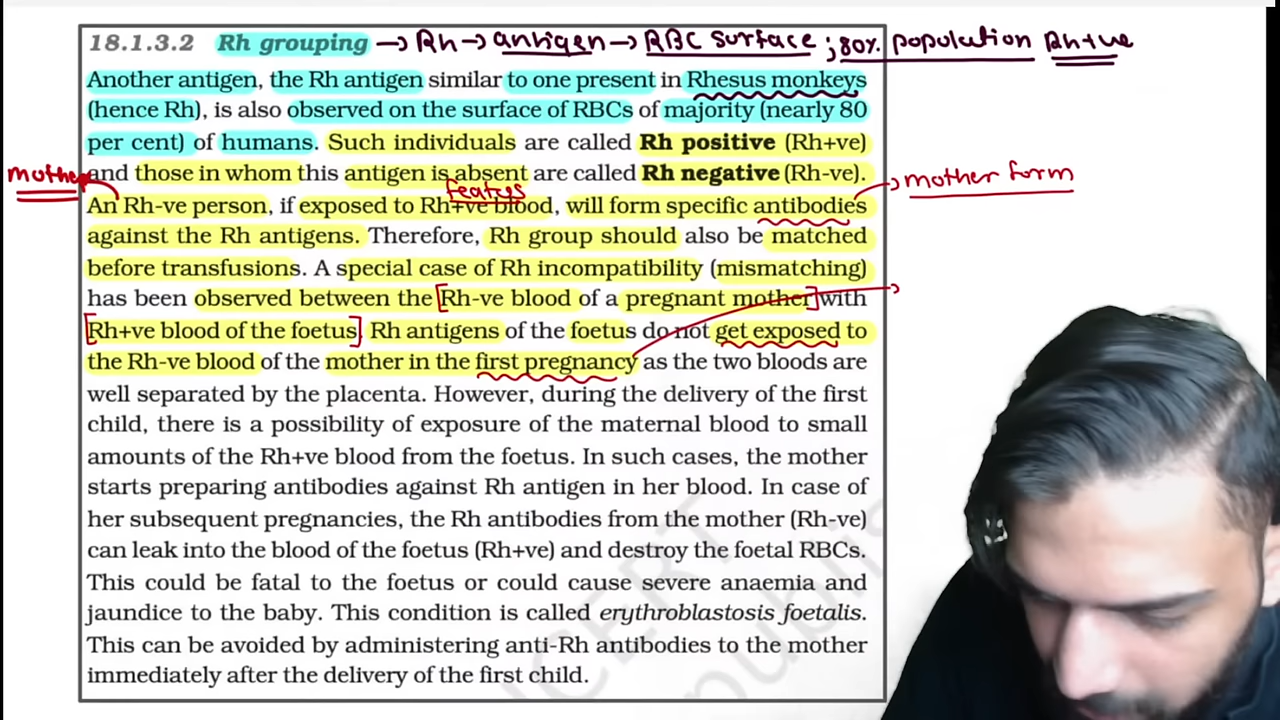 18.1.3.2 Rh grouping → Rh → antigen → RBC surface ; 80% population Rh+ve
Another antigen, the Rh antigen similar to one present in Rhesus monkeys
(hence Rh), is also observed on the surface of RBCs of majority (nearly 80
per cent) of humans. Such individuals are called Rh positive (Rh+ve)
mother and those in whom this antigen is absent are called Rh negative (Rh-ve). → mother form
An Rh-ve person, if exposed to Rh+ve blood, will form specific antibodies
against the Rh antigens. Therefore, Rh group should also be matched
before transfusions. A special case of Rh incompatibility (mismatching)
has been observed between the [Rh-ve blood of a pregnant mother] with
[Rh+ve blood of the foetus]. Rh antigens of the foetus do not get exposed to
the Rh-ve blood of the mother in the first pregnancy as the two bloods are
well separated by the placenta. However, during the delivery of the first
child, there is a possibility of exposure of the maternal blood to small
amounts of the Rh+ve blood from the foetus. In such cases, the mother
starts preparing antibodies against Rh antigen in her blood. In case of
her subsequent pregnancies, the Rh antibodies from the mother (Rh-ve)
can leak into the blood of the foetus (Rh+ve) and destroy the foetal RBCs.
This could be fatal to the foetus or could cause severe anaemia and
jaundice to the baby. This condition is called erythroblastosis foetalis.
This can be avoided by administering anti-Rh antibodies to the mother
immediately after the delivery of the first child.